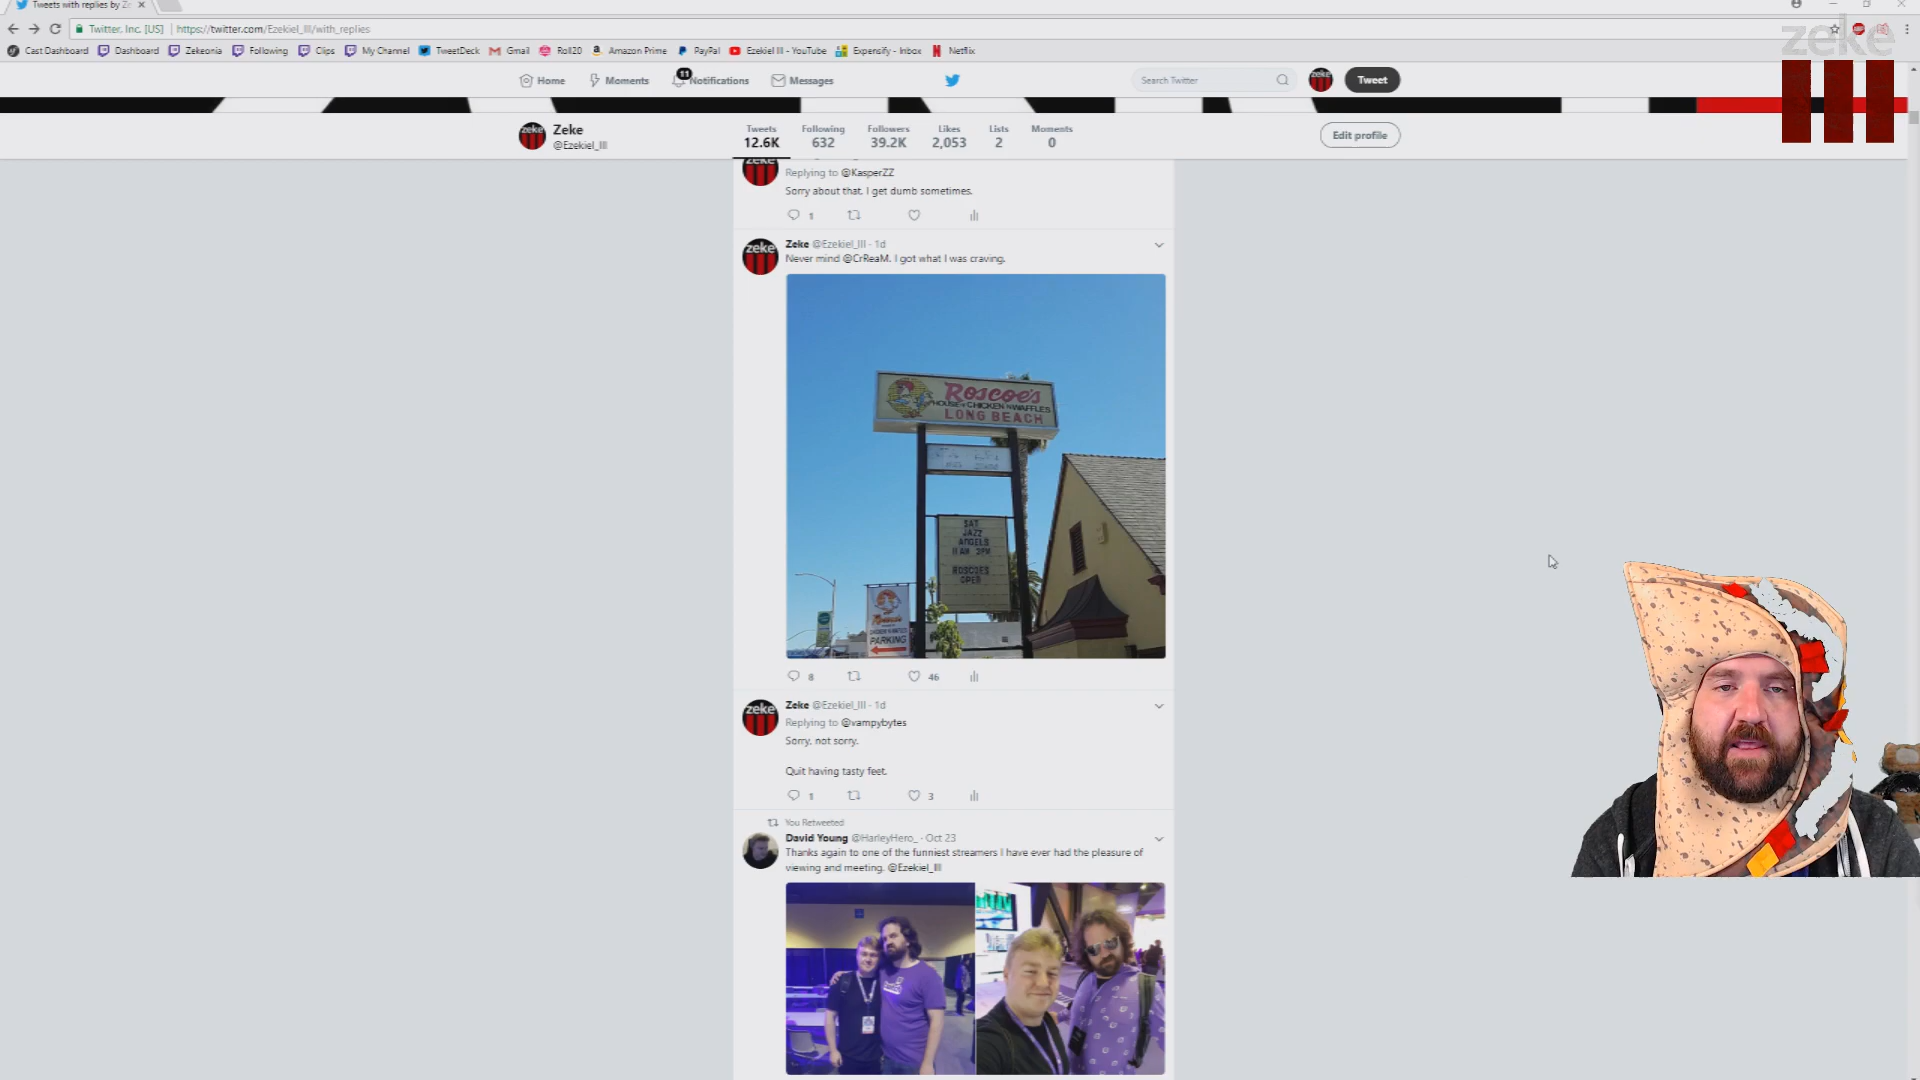 Tweets with replies by Ze
Twitter, Inc. [US] https://twitter.com/Ezekiel_III/with_replies
Cast Dashboard Dashboard Zekeonia Following Clips My Channel TweetDeck Gmail Roll20 Amazon Prime PayPal Ezekiel III - YouTube Expensify - Inbox Netflix
zeke
Home Moments 11 Notifications Messages Search Twitter Tweet
Zeke
@Ezekiel_III
Tweets Following Followers Likes Lists Moments
12.6K 632 39.2K 2,053 2 0
Edit profile
Replying to @KasperZZ
Sorry about that. I get dumb sometimes.
1
Zeke @Ezekiel_III · 1d
Never mind @CrReaM. I got what I was craving.
Roscoe's
HOUSE OF CHICKEN N WAFFLES
LONG BEACH
SAT
JAZZ
ANGELS
11 AM 3PM
ROSCOES
OPEN
PARKING
8 46
Zeke @Ezekiel_III · 1d
Replying to @vampybytes
Sorry, not sorry.
Quit having tasty feet.
1 3
You Retweeted
David Young @HarleyHero_ · Oct 23
Thanks again to one of the funniest streamers I have ever had the pleasure of
viewing and meeting. @Ezekiel_III